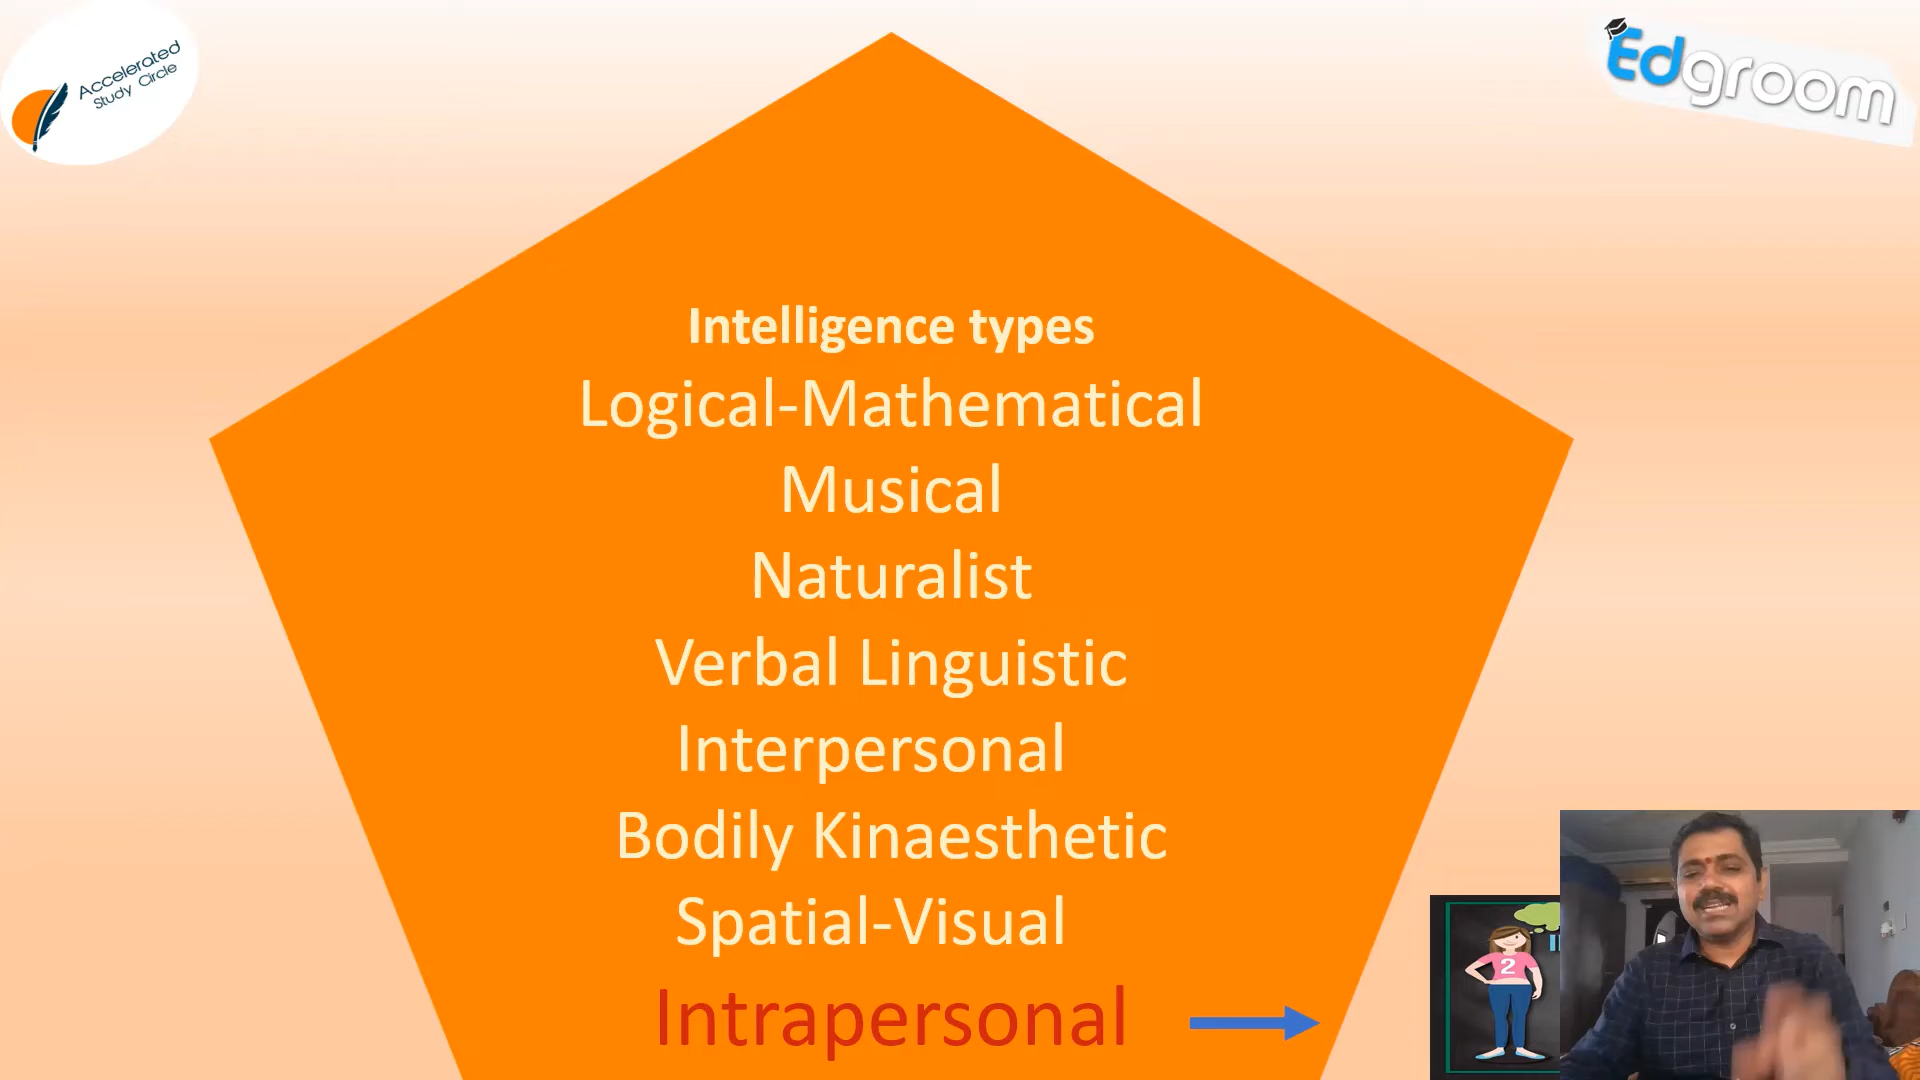 Accelerated
Study Circle
Edgroom
Intelligence types
Logical-Mathematical
Musical
Naturalist
Verbal Linguistic
Interpersonal
Bodily Kinaesthetic
Spatial-Visual
Intrapersonal
2